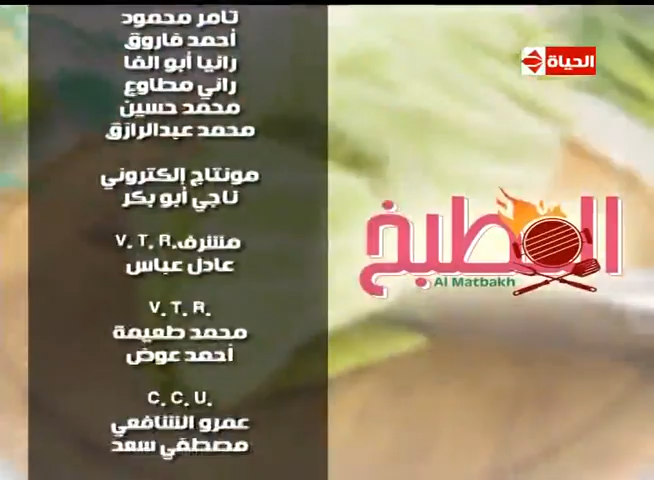 تامر محمود
أحمد فاروق
رانيا أبو الفا
راني مطاوع
محمد حسين
محمد عبدالرازق
مونتاج إلكتروني
ناجي أبو بكر
مشرف.V. T. R
عادل عباس
V. T. R.
محمد طعيمة
أحمد عوض
C. C. U.
عمرو الشافعي
مصطفي سعد
الحياة
المطبخ
Al Matbakh